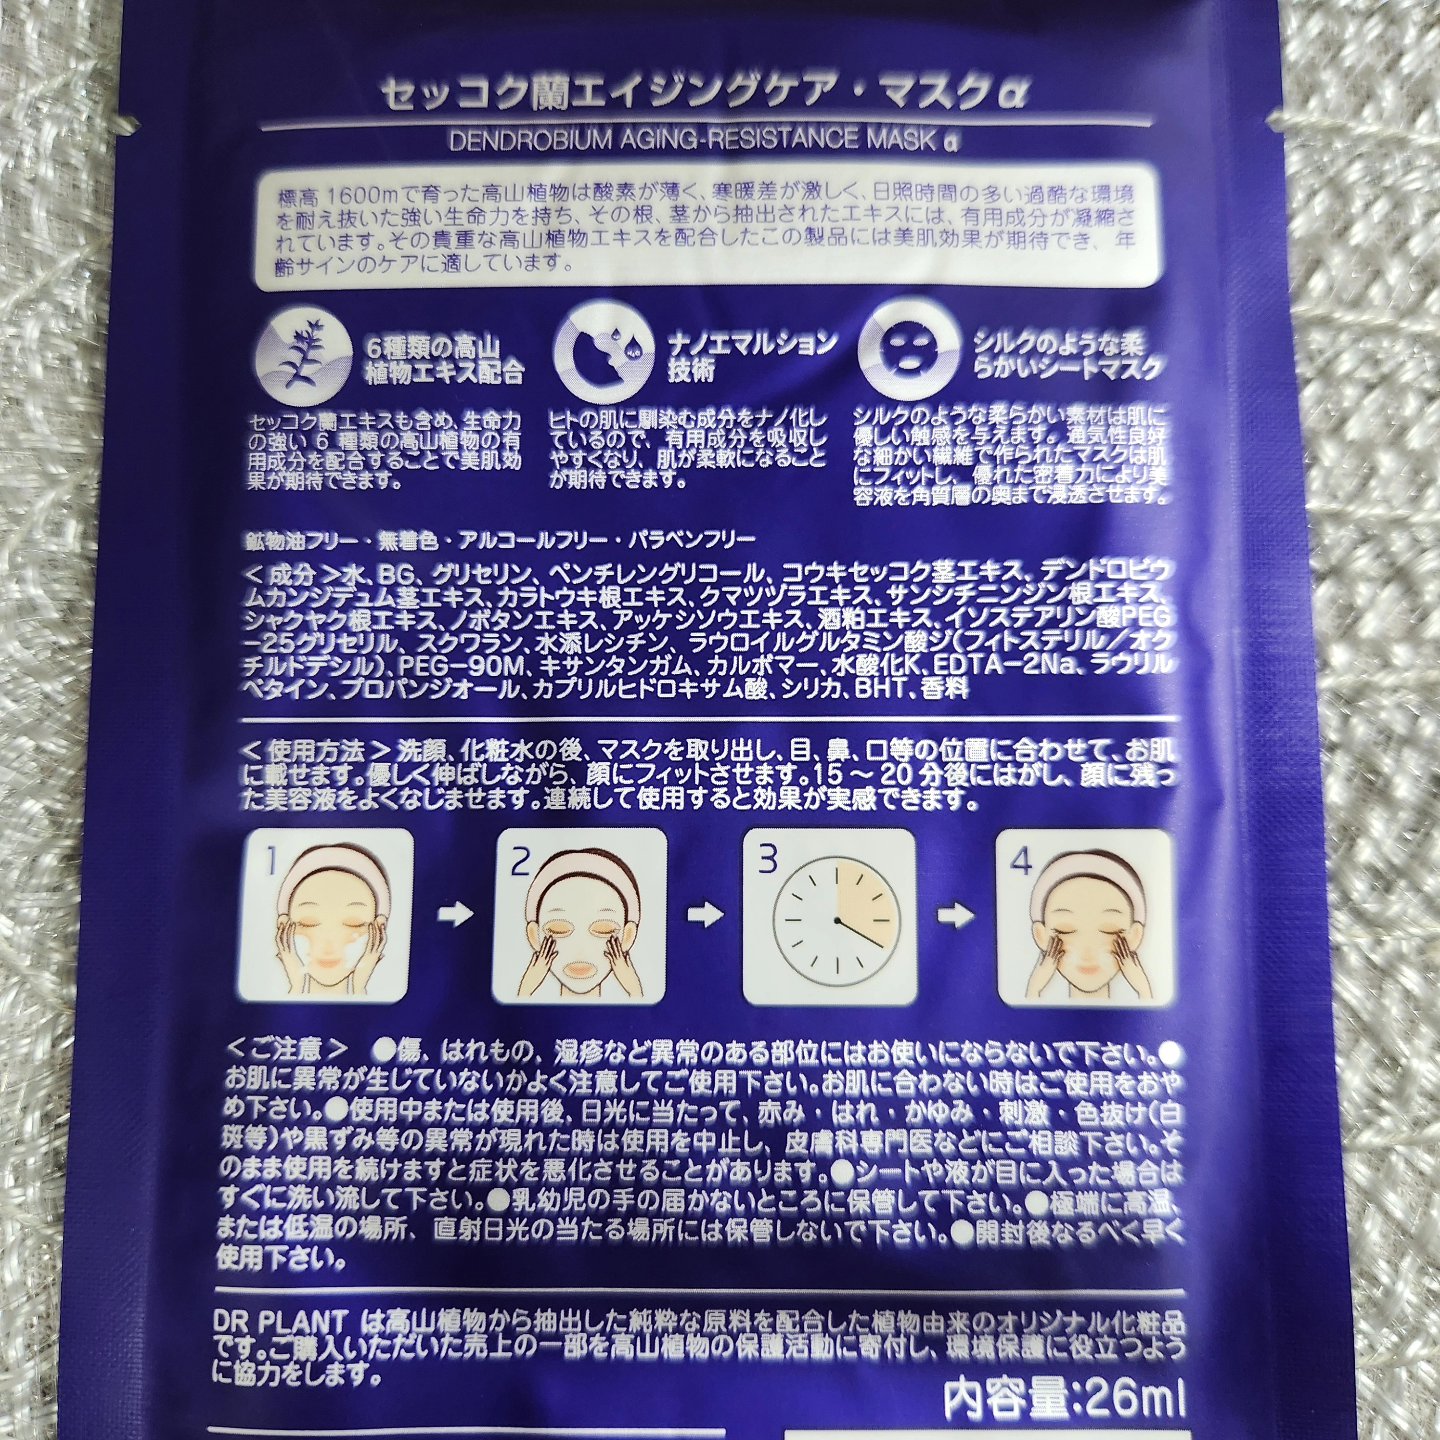 セッコク蘭エイジングケア・マスクα
DENDROBIUM AGING-RESISTANCE MASK α
標高 1600mで育った高山植物は酸素が薄く、寒暖差が激しく、日照時間の多い過酷な環境
を耐え抜いた強い生命力を持ち、その根、茎から抽出されたエキスには、有用成分が凝縮さ
れています。その貴重な高山植物エキスを配合したこの製品には美肌効果が期待でき、年
齢サインのケアに適しています。
6種類の高山
植物エキス配合
セッコク蘭エキスも含め、生命力
の強い 6 種類の高山植物の有
用成分を配合することで美肌効
果が期待できます。
ナノエマルション
技術
ヒトの肌に馴染む成分をナノ化し
ているので、有用成分を吸収し
やすくなり、肌が柔軟になること
が期待できます。
シルクのような柔
らかいシートマスク
シルクのような柔らかい素材は肌に
優しい触感を与えます。通気性良好
な細かい繊維で作られたマスクは肌
にフィットし、優れた密着力により美
容液を角質層の奥まで浸透させます。
鉱物油フリー・無着色・アルコールフリー・パラベンフリー
＜成分＞水、BG、グリセリン、ペンチレングリコール、コウキセッコク茎エキス、デンドロビウ
ムカンジデュム茎エキス、カラトウキ根エキス、クマツヅラエキス、サンシチニンジン根エキス、
シャクヤク根エキス、ノボタンエキス、アッケシソウエキス、酒粕エキス、イソステアリン酸PEG
－25グリセリル、スクワラン、水添レシチン、ラウロイルグルタミン酸ジ（フィトステリル／オク
チルドデシル）、PEG－90M、キサンタンガム、カルボマー、水酸化K、EDTA－2Na、ラウリル
ベタイン、プロパンジオール、カプリルヒドロキサム酸、シリカ、BHT、香料
＜使用方法＞洗顔、化粧水の後、マスクを取り出し、目、鼻、口等の位置に合わせて、お肌
に載せます。優しく伸ばしながら、顔にフィットさせます。15 ～ 20 分後にはがし、顔に残っ
た美容液をよくなじませます。連続して使用すると効果が実感できます。
1
2
3
4
＜ご注意＞ ●傷、はれもの、湿疹など異常のある部位にはお使いにならないで下さい。●
お肌に異常が生じていないかよく注意してご使用下さい。お肌に合わない時はご使用をおや
め下さい。●使用中または使用後、日光に当たって、赤み・はれ・かゆみ・刺激・色抜け（白
斑等）や黒ずみ等の異常が現れた時は使用を中止し、皮膚科専門医などにご相談下さい。そ
のまま使用を続けますと症状を悪化させることがあります。●シートや液が目に入った場合は
すぐに洗い流して下さい。●乳幼児の手の届かないところに保管して下さい。●極端に高温、
または低温の場所、直射日光の当たる場所には保管しないで下さい。●開封後なるべく早く
使用下さい。
DR PLANT は高山植物から抽出した純粋な原料を配合した植物由来のオリジナル化粧品
です。ご購入いただいた売上の一部を高山植物の保護活動に寄付し、環境保護に役立つよう
に協力をします。
内容量:26ml